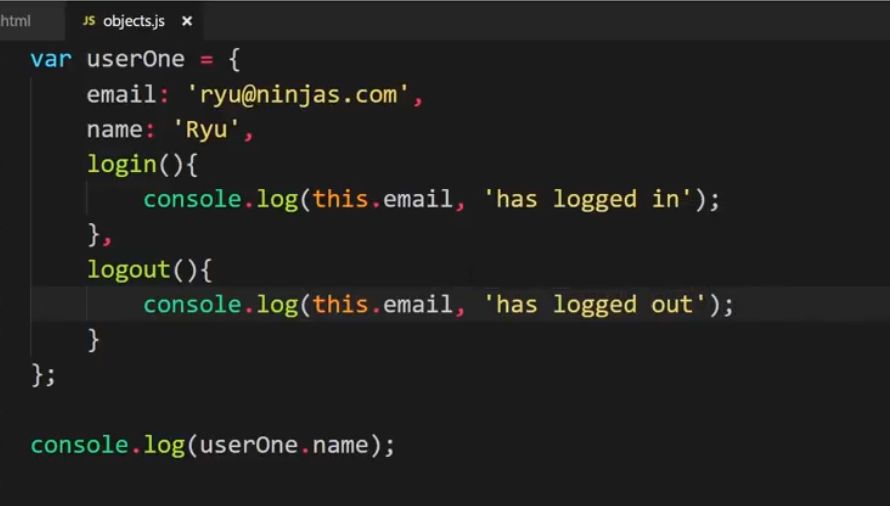 html
JS objects.js ×
var userOne = {
    email: 'ryu@ninjas.com',
    name: 'Ryu',
    login(){
        console.log(this.email, 'has logged in');
    },
    logout(){
        console.log(this.email, 'has logged out');
    }
};
console.log(userOne.name);